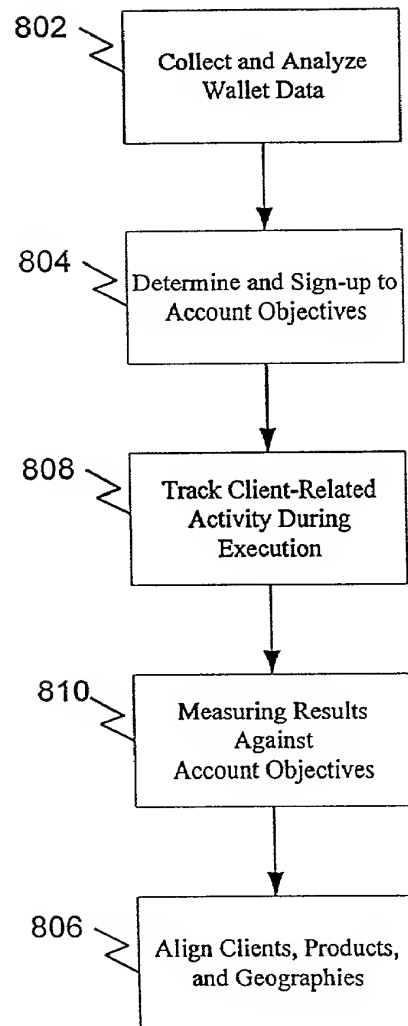 802
Collect and Analyze
Wallet Data
804
Determine and Sign-up to
Account Objectives
808
Track Client-Related
Activity During
Execution
810
Measuring Results
Against
Account Objectives
806
Align Clients, Products,
and Geographies